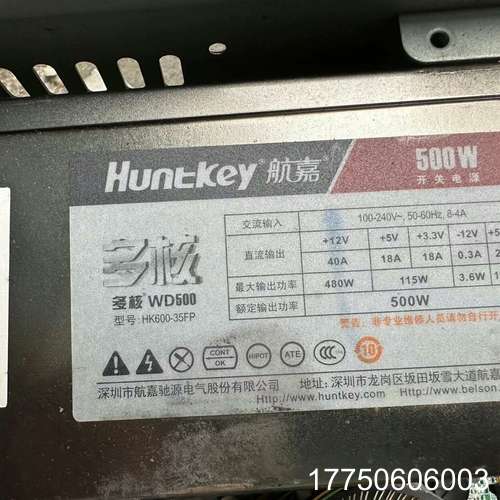 Huntkey® 航嘉®
500W
开关电源
多核
多核 WD500
型号: HK600-35FP
交流输入 100-240V~, 50-60Hz, 8-4A
直流输出 +12V +5V +3.3V -12V
40A 18A 18A 0.3A
最大输出功率 480W 115W 3.6W
额定输出功率 500W
警告: 非专业维修人员请勿自行打开
CONT OK HIPOT ATE CCC 10
深圳市航嘉驰源电气股份有限公司 地址: 深圳市龙岗区坂田坂雪大道航嘉
Http://www.huntkey.com Http://www.belson
17750606003